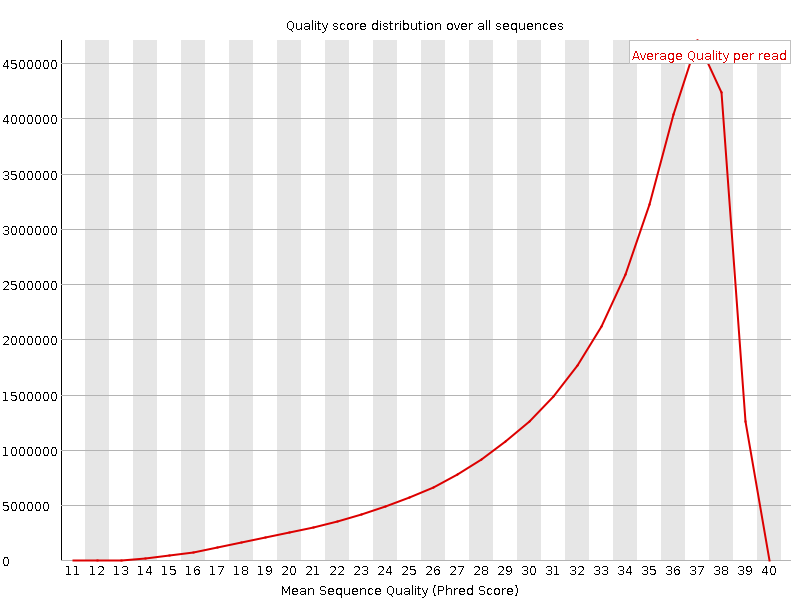 Quality score distribution over all sequences
Average Quality per read
4500000
4000000
3500000
3000000
2500000
2000000
1500000
1000000
500000
0
11 12 13 14 15 16 17 18 19 20 21 22 23 24 25 26 27 28 29 30 31 32 33 34 35 36 37 38 39 40
Mean Sequence Quality (Phred Score)